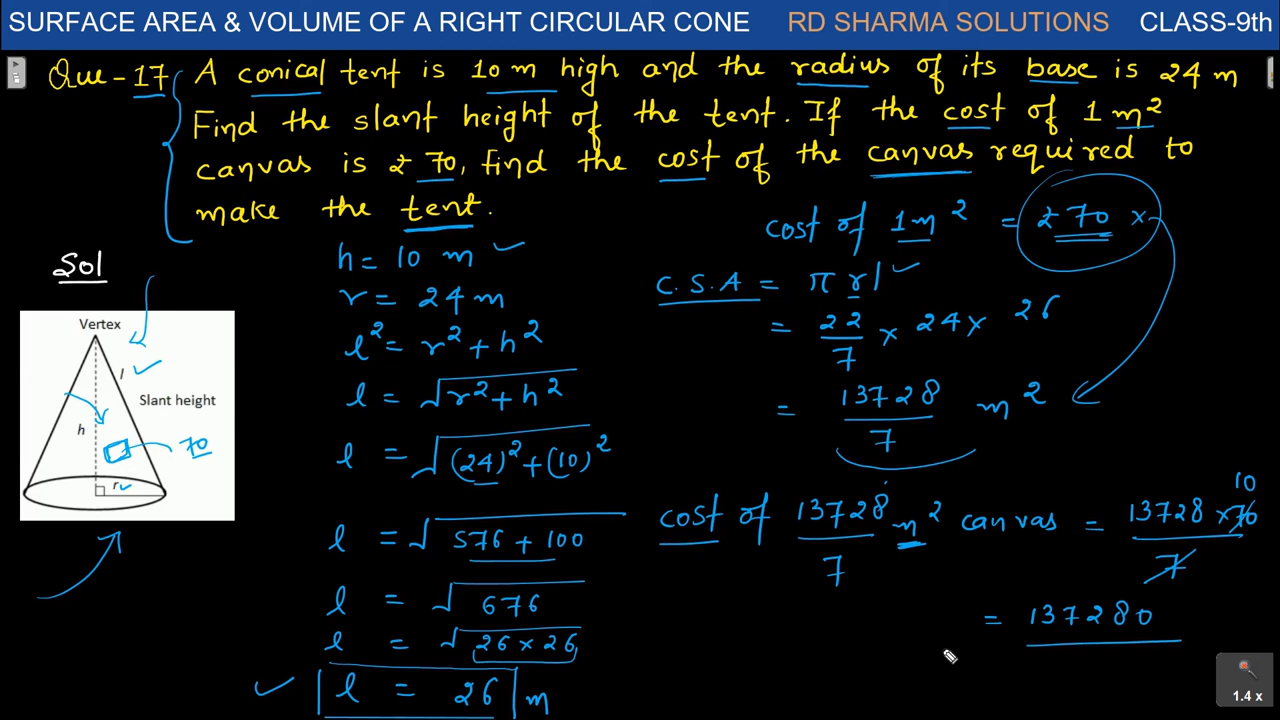 SURFACE AREA & VOLUME OF A RIGHT CIRCULAR CONE RD SHARMA SOLUTIONS CLASS-9th
Que-17 A conical tent is 10 m high and the radius of its base is 24 m
Find the slant height of the tent. If the cost of 1 m²
canvas is ₹ 70, find the cost of the canvas required to
make the tent.
Sol
Vertex
l
Slant height
h
70
r
h = 10 m
r = 24 m
l² = r² + h²
l = √r² + h²
l = √(24)² + (10)²
l = √576 + 100
l = √676
l = √26 × 26
l = 26 m
cost of 1 m² = ₹ 70 ×
C.S.A = π r l
= 22/7 × 24 × 26
= 13728/7 m²
cost of 13728/7 m² canvas = 13728 × 70/7 10
= 137280
1.4 x